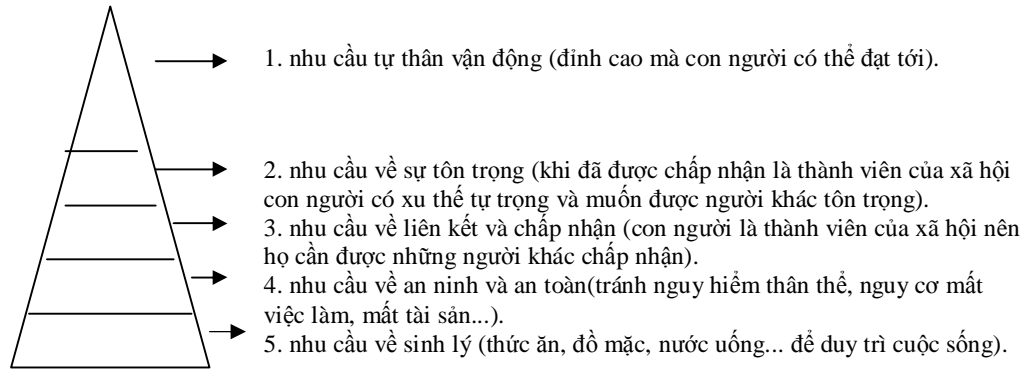 1. nhu cầu tự thân vận động (đỉnh cao mà con người có thể đạt tới).
2. nhu cầu về sự tôn trọng (khi đã được chấp nhận là thành viên của xã hội
con người có xu thế tự trọng và muốn được người khác tôn trọng).
3. nhu cầu về liên kết và chấp nhận (con người là thành viên của xã hội nên
họ cần được những người khác chấp nhận).
4. nhu cầu về an ninh và an toàn(tránh nguy hiểm thân thể, nguy cơ mất
việc làm, mất tài sản...).
5. nhu cầu về sinh lý (thức ăn, đồ mặc, nước uống... để duy trì cuộc sống).